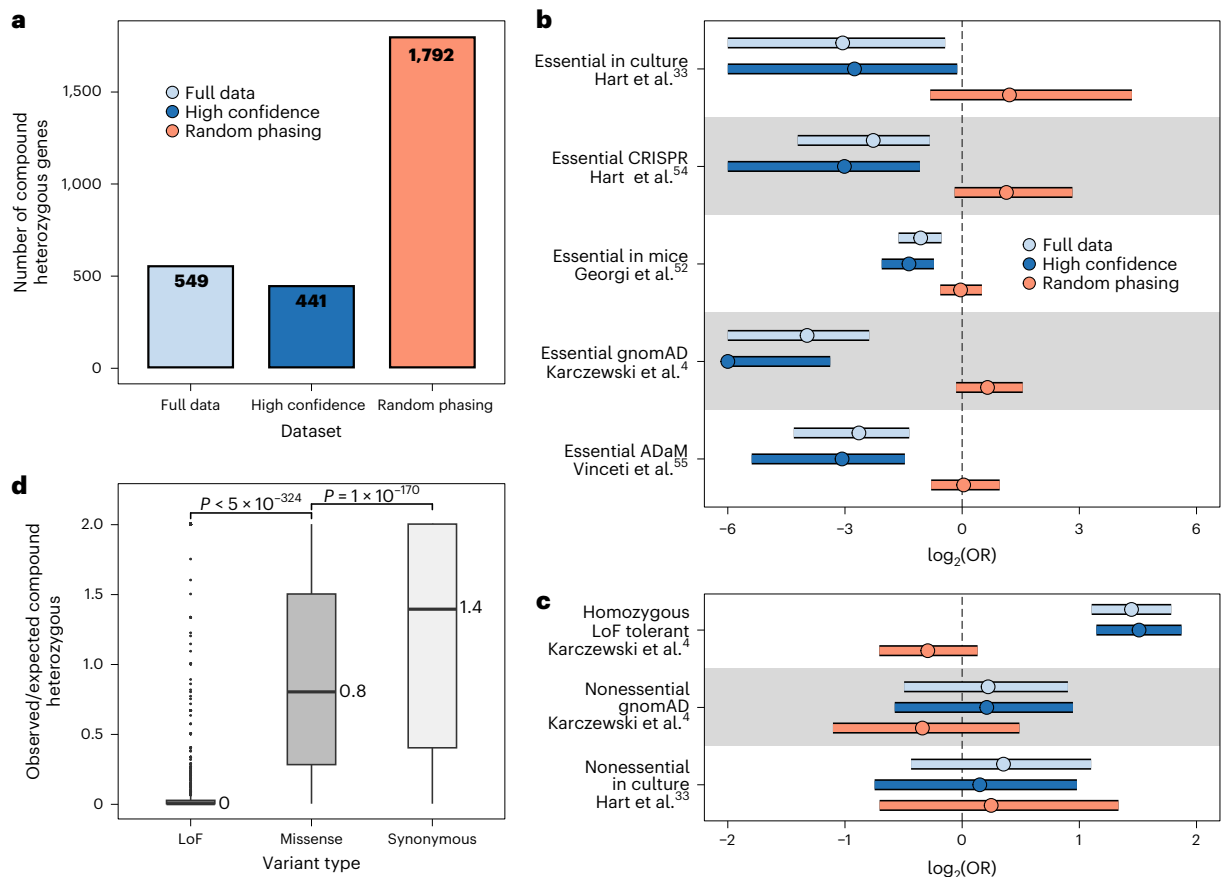 a
Number of compound
heterozygous genes
1,500
1,000
500
0
Full data
High confidence
Random phasing
549
441
1,792
Full data
High confidence
Random phasing
Dataset
b
Essential in culture
Hart et al.33
Essential CRISPR
Hart et al.54
Essential in mice
Georgi et al.52
Essential gnomAD
Karczewski et al.4
Essential ADaM
Vinceti et al.55
Full data
High confidence
Random phasing
−6
−3
0
3
6
log2(OR)
c
Homozygous
LoF tolerant
Karczewski et al.4
Nonessential
gnomAD
Karczewski et al.4
Nonessential
in culture
Hart et al.33
−2
−1
0
1
2
log2(OR)
d
Observed/expected compound
heterozygous
2.0
1.5
1.0
0.5
0
P < 5 × 10−324
P = 1 × 10−170
0
0.8
1.4
LoF
Missense
Synonymous
Variant type